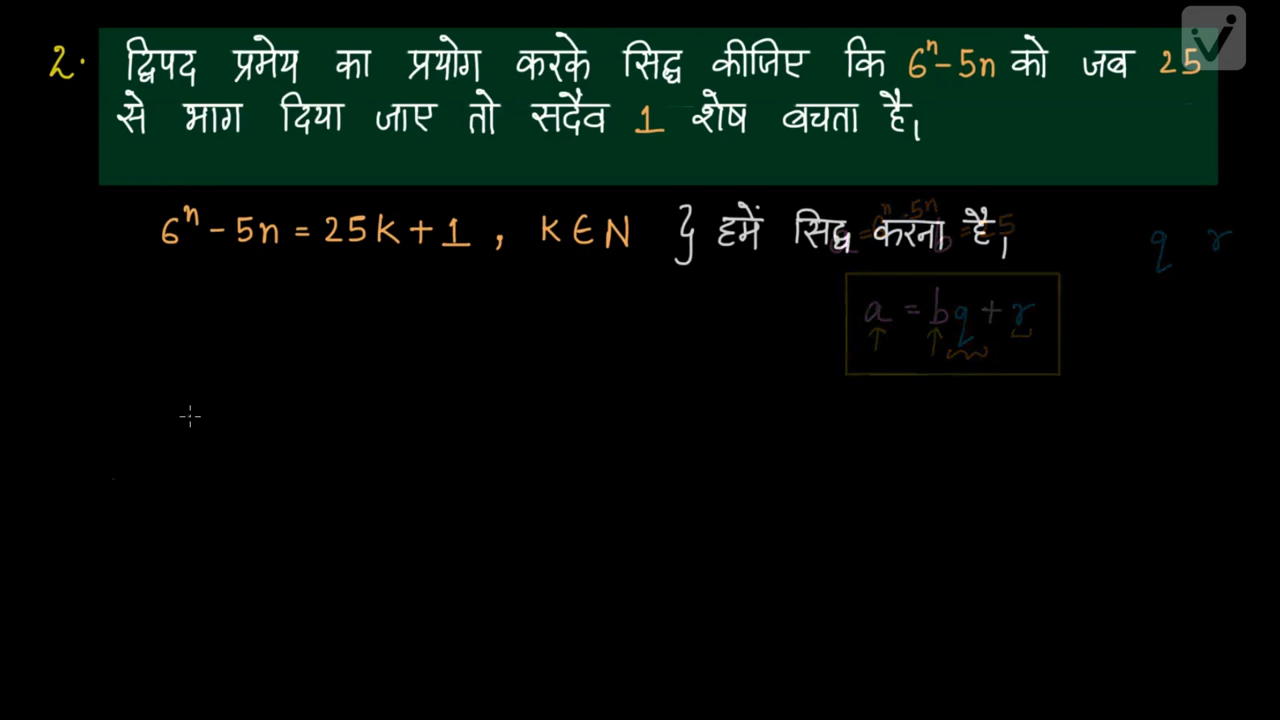 2. द्विपद प्रमेय का प्रयोग करके सिद्ध कीजिए कि 6ⁿ-5n को जब 25
से भाग दिया जाए तो सदैव 1 शेष बचता है।
6ⁿ - 5n = 25k + 1 , K ∈ N } हमें सिद्ध करना है।
q r
a = bq + r